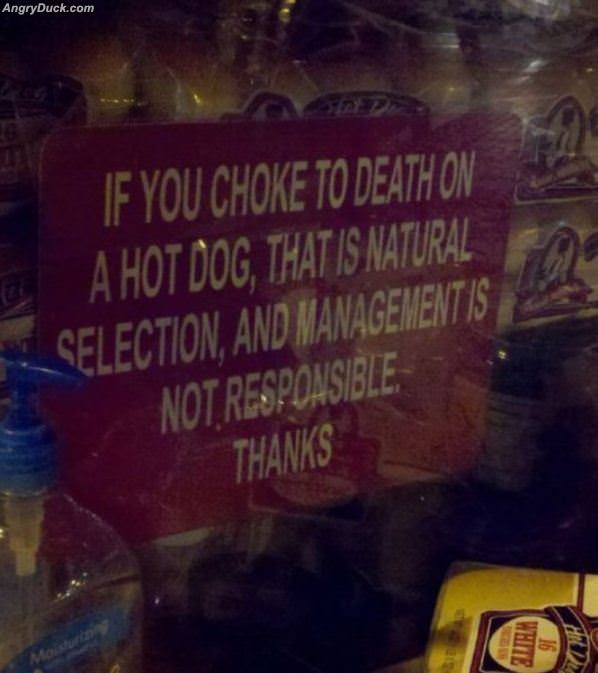 AngryDuck.com
IF YOU CHOKE TO DEATH ON
A HOT DOG, THAT IS NATURAL
SELECTION, AND MANAGEMENT IS
NOT RESPONSIBLE.
THANKS
Moisturizing
16
WHITE